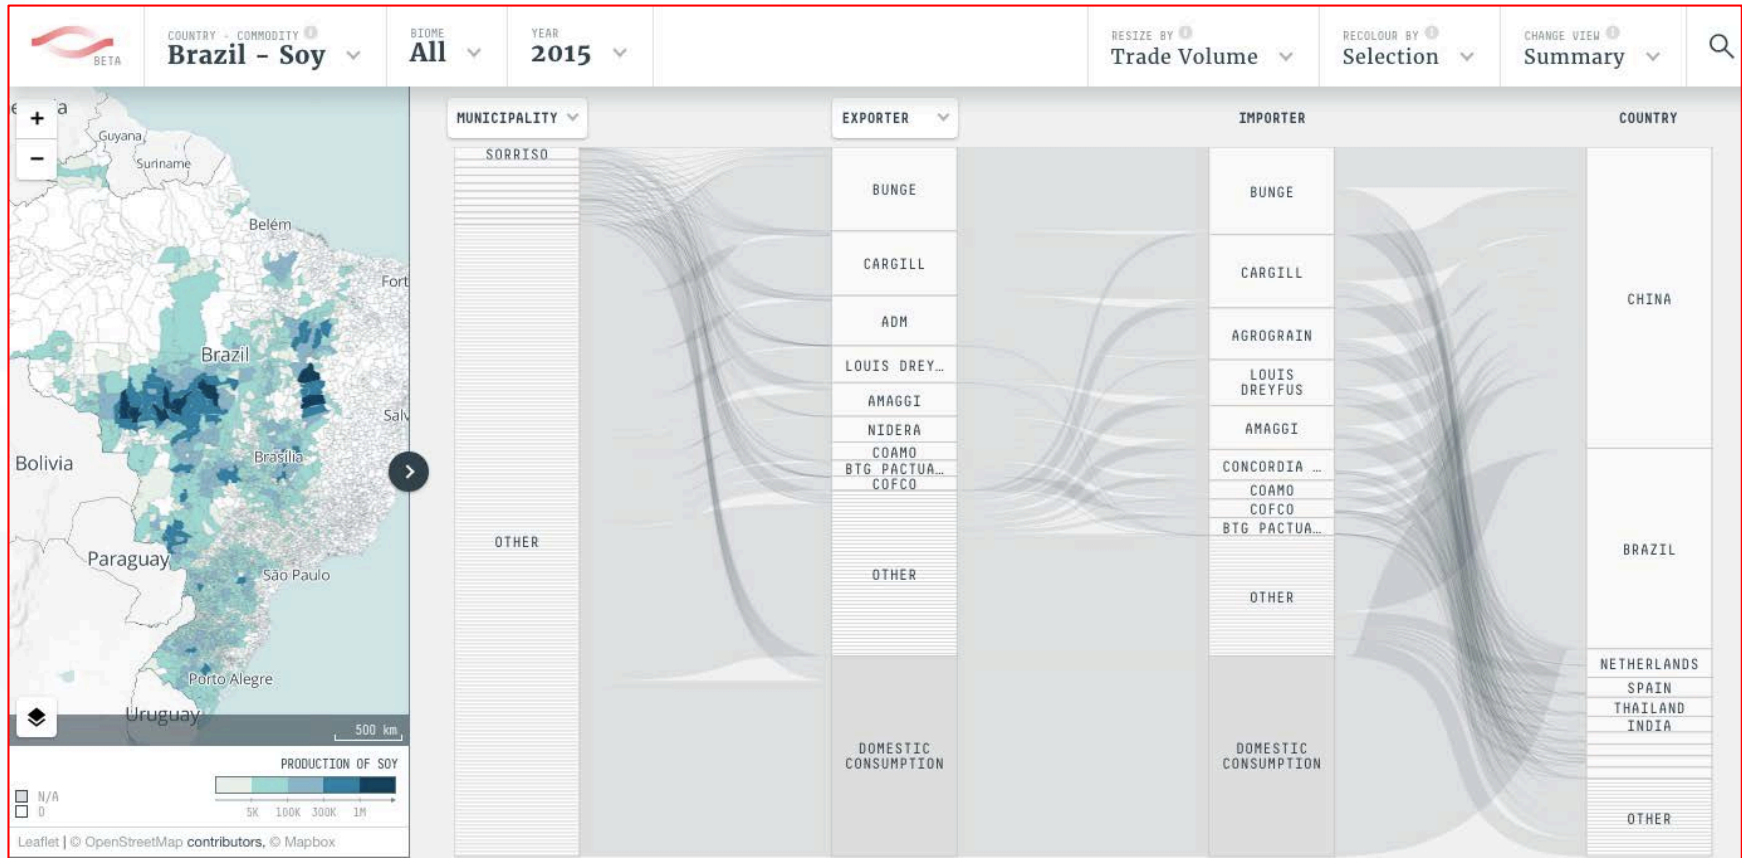 BETA
COUNTRY - COMMODITY
Brazil – Soy
BIOME
All
YEAR
2015
RESIZE BY
Trade Volume
RECOLOUR BY
Selection
CHANGE VIEW
Summary
+
−
Guyana
Suriname
Belém
Fort
Brazil
Salv
Brasília
Bolivia
Paraguay
São Paulo
Porto Alegre
Uruguay
500 km
PRODUCTION OF SOY
N/A
0
5K 100K 300K 1M
Leaflet | © OpenStreetMap contributors, © Mapbox
MUNICIPALITY
SORRISO
OTHER
EXPORTER
BUNGE
CARGILL
ADM
LOUIS DREY…
AMAGGI
NIDERA
COAMO
BTG PACTUA…
COFCO
OTHER
DOMESTIC
CONSUMPTION
IMPORTER
BUNGE
CARGILL
AGROGRAIN
LOUIS
DREYFUS
AMAGGI
CONCORDIA …
COAMO
COFCO
BTG PACTUA…
OTHER
DOMESTIC
CONSUMPTION
COUNTRY
CHINA
BRAZIL
NETHERLANDS
SPAIN
THAILAND
INDIA
OTHER